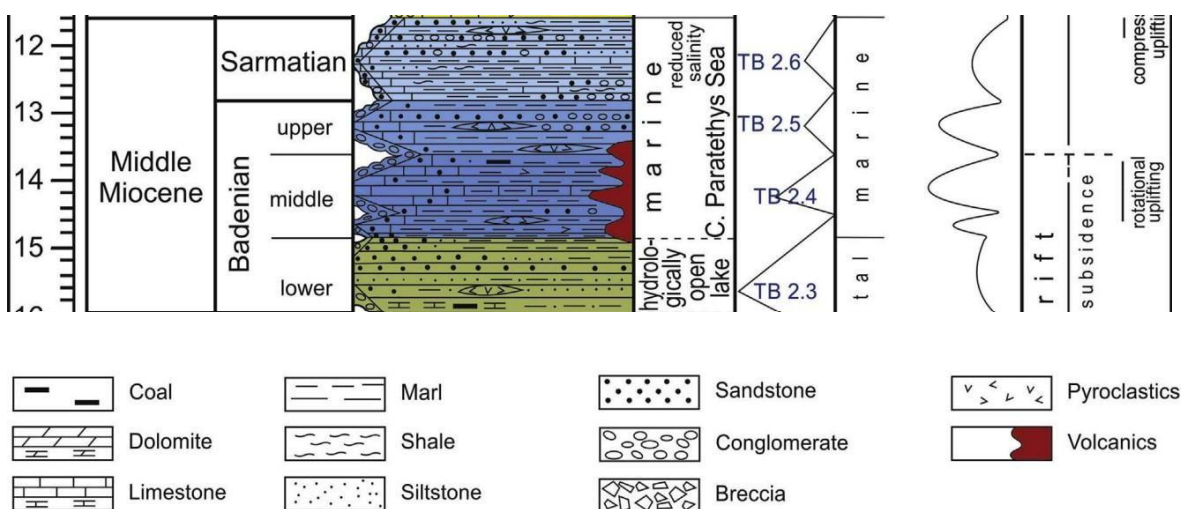 12
13
14
15
Middle
Miocene
Sarmatian
Badenian
upper
middle
lower
marine
reduced
salinity
C. Paratethys Sea
hydrolo-
gically
open
lake
TB 2.6
TB 2.5
TB 2.4
TB 2.3
marine
tal
rift
subsidence
uplifting
rotational
uplifting
Coal
Marl
Sandstone
Pyroclastics
Dolomite
Shale
Conglomerate
Volcanics
Limestone
Siltstone
Breccia